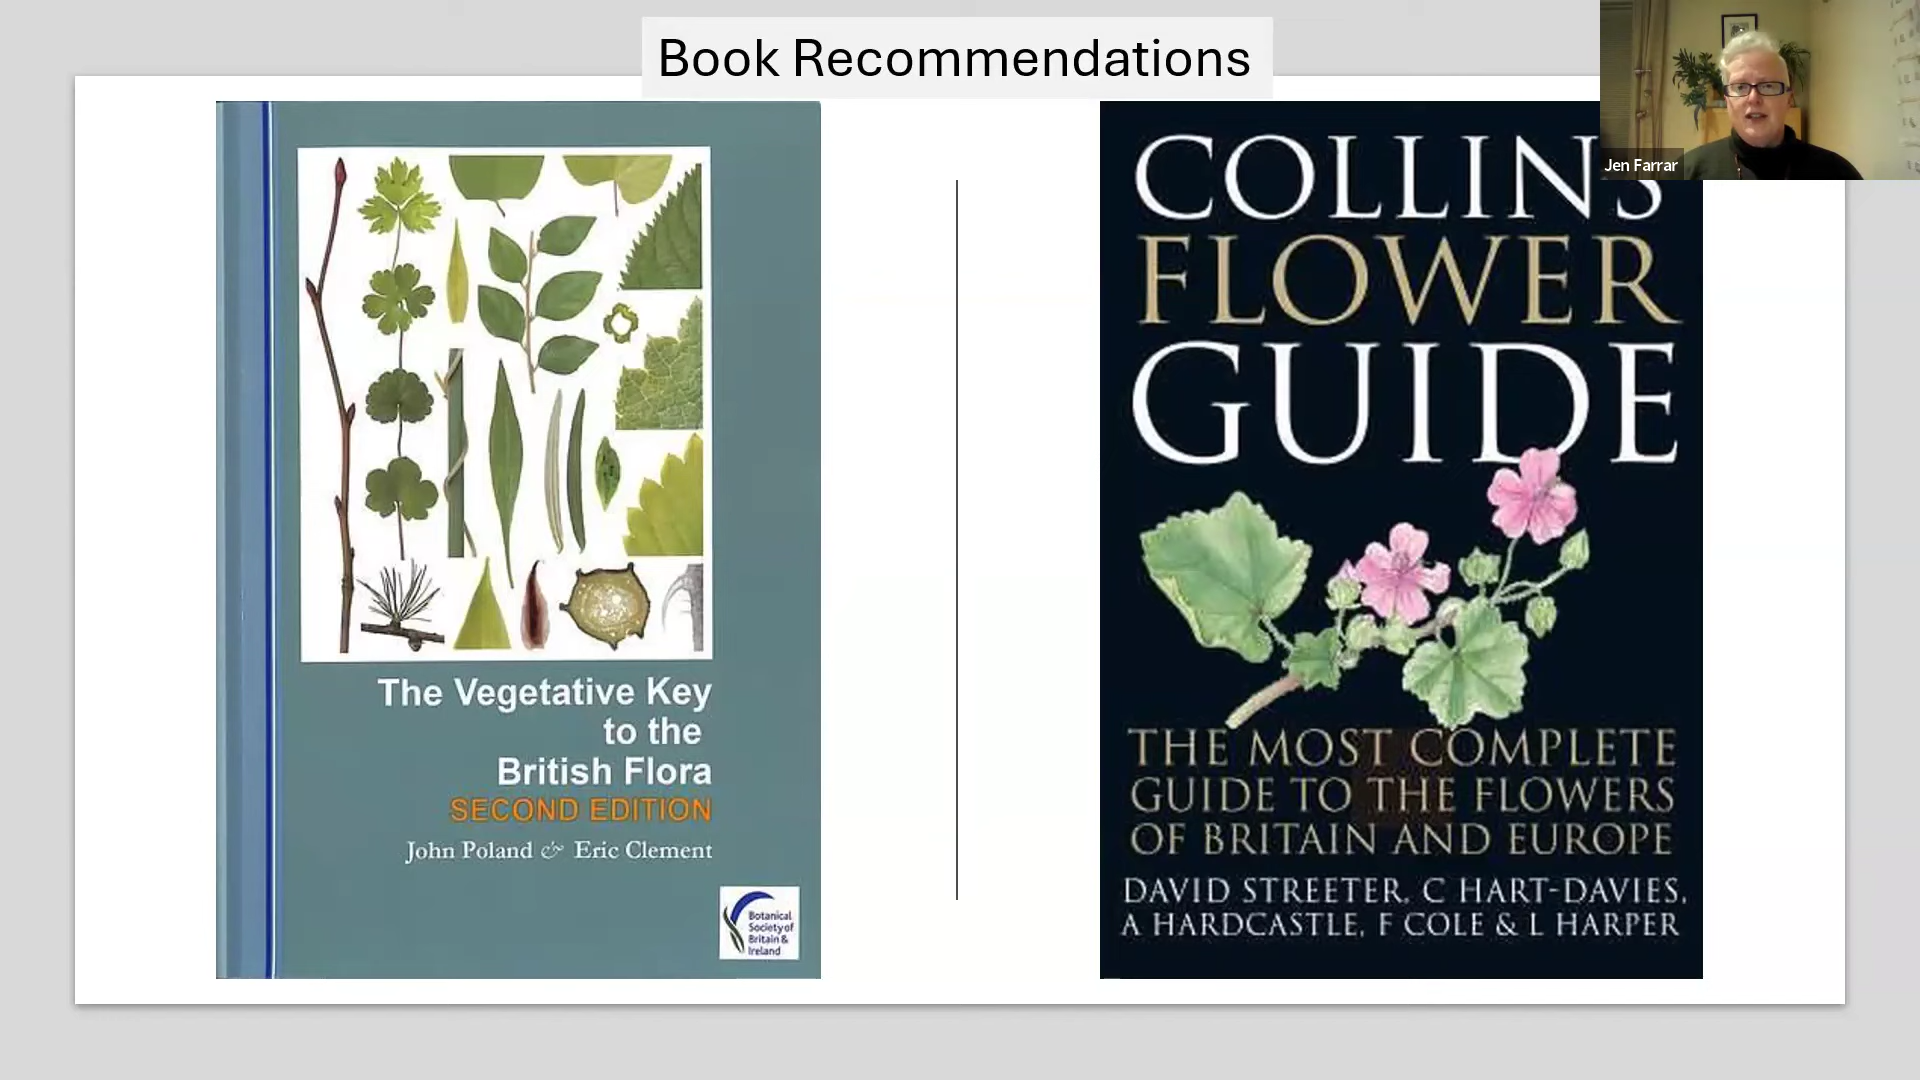 Book Recommendations
Jen Farrar
The Vegetative Key
to the
British Flora
SECOND EDITION
John Poland & Eric Clement
Botanical
Society of
Britain &
Ireland
COLLINS
FLOWER
GUIDE
THE MOST COMPLETE
GUIDE TO THE FLOWERS
OF BRITAIN AND EUROPE
DAVID STREETER, C HART-DAVIES,
A HARDCASTLE, F COLE & L HARPER